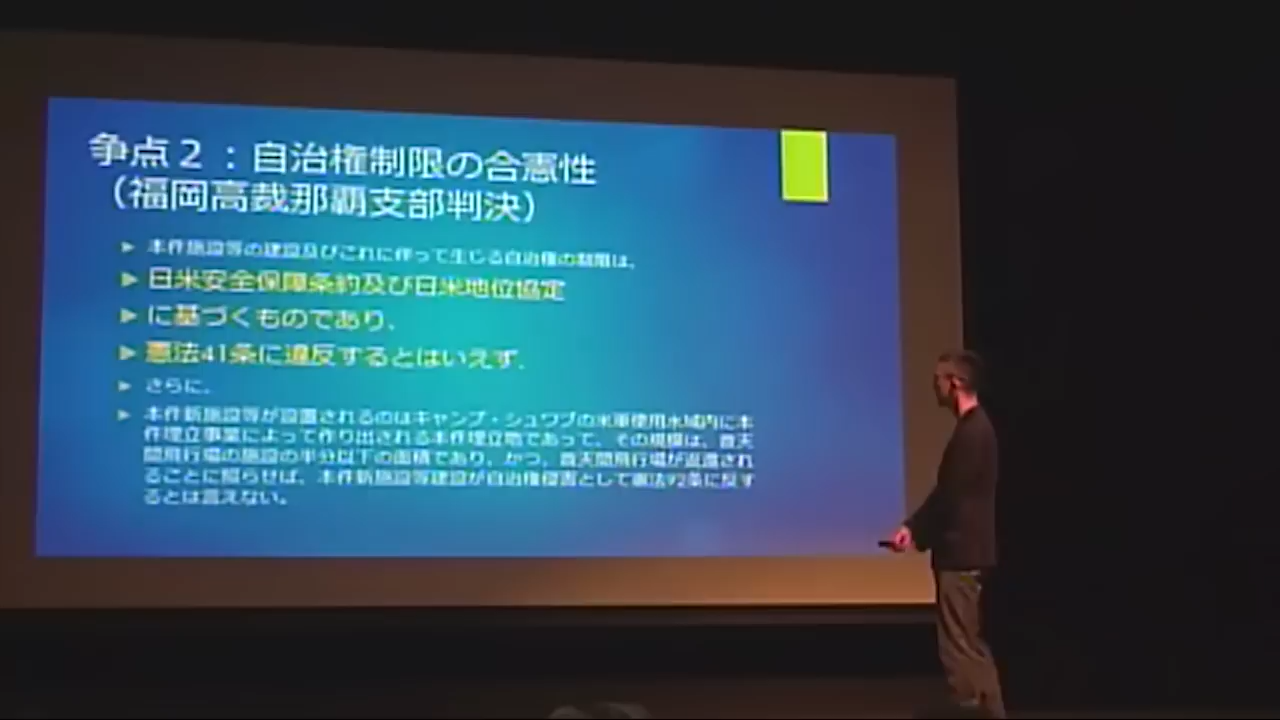 争点２：自治権制限の合憲性
（福岡高裁那覇支部判決）
本件施設等の建設及びこれに伴って生じる自治権の制限は、
日米安全保障条約及び日米地位協定
に基づくものであり、
憲法41条に違反するとはいえず、
さらに、
本件新施設等が設置されるのはキャンプ・シュワブの米軍使用水域内に本
件埋立事業によって作り出される本件埋立地であって、その規模は、普天
間飛行場の施設の半分以下の面積であり、かつ、普天間飛行場が返還され
ることに照らせば、本件新施設等建設が自治権侵害として憲法92条に反す
るとは言えない。